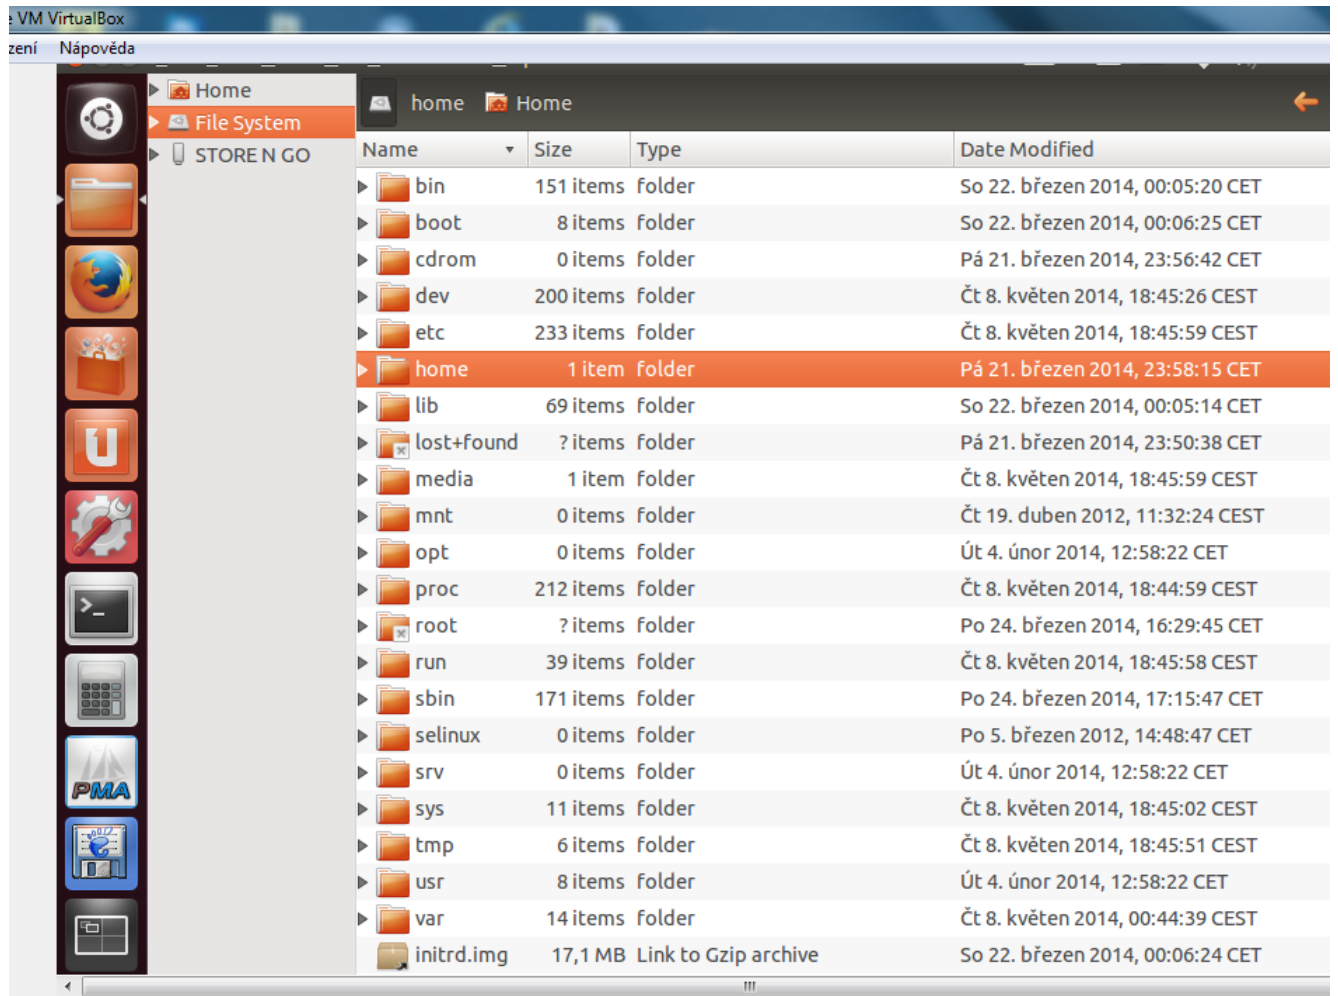 e VM VirtualBox
zení Nápověda
Home
File System
STORE N GO
home Home
Name Size Type Date Modified
bin 151 items folder So 22. březen 2014, 00:05:20 CET
boot 8 items folder So 22. březen 2014, 00:06:25 CET
cdrom 0 items folder Pá 21. březen 2014, 23:56:42 CET
dev 200 items folder Čt 8. květen 2014, 18:45:26 CEST
etc 233 items folder Čt 8. květen 2014, 18:45:59 CEST
home 1 item folder Pá 21. březen 2014, 23:58:15 CET
lib 69 items folder So 22. březen 2014, 00:05:14 CET
lost+found ? items folder Pá 21. březen 2014, 23:50:38 CET
media 1 item folder Čt 8. květen 2014, 18:45:59 CEST
mnt 0 items folder Čt 19. duben 2012, 11:32:24 CEST
opt 0 items folder Út 4. únor 2014, 12:58:22 CET
proc 212 items folder Čt 8. květen 2014, 18:44:59 CEST
root ? items folder Po 24. březen 2014, 16:29:45 CET
run 39 items folder Čt 8. květen 2014, 18:45:58 CEST
sbin 171 items folder Po 24. březen 2014, 17:15:47 CET
selinux 0 items folder Po 5. březen 2012, 14:48:47 CET
srv 0 items folder Út 4. únor 2014, 12:58:22 CET
sys 11 items folder Čt 8. květen 2014, 18:45:02 CEST
tmp 6 items folder Čt 8. květen 2014, 18:45:51 CEST
usr 8 items folder Út 4. únor 2014, 12:58:22 CET
var 14 items folder Čt 8. květen 2014, 00:44:39 CEST
initrd.img 17,1 MB Link to Gzip archive So 22. březen 2014, 00:06:24 CET
PMA